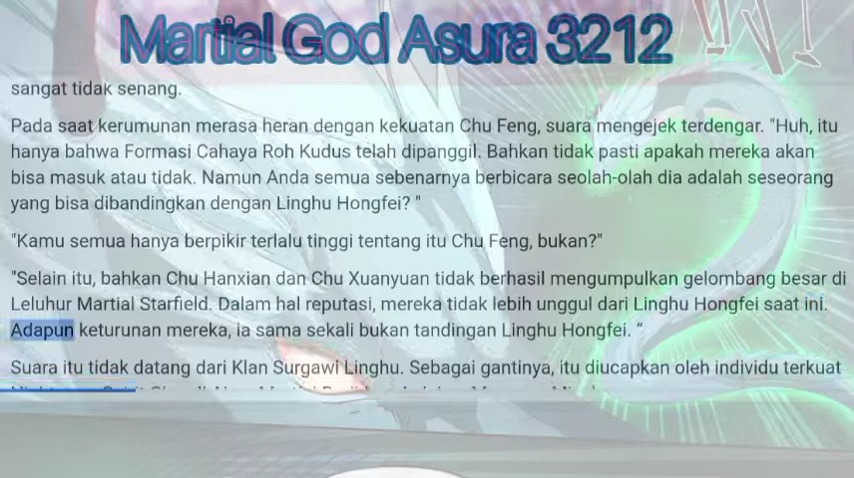 Martial God Asura 3212
sangat tidak senang.
Pada saat kerumunan merasa heran dengan kekuatan Chu Feng, suara mengejek terdengar. "Huh, itu
hanya bahwa Formasi Cahaya Roh Kudus telah dipanggil. Bahkan tidak pasti apakah mereka akan
bisa masuk atau tidak. Namun Anda semua sebenarnya berbicara seolah-olah dia adalah seseorang
yang bisa dibandingkan dengan Linghu Hongfei? "
"Kamu semua hanya berpikir terlalu tinggi tentang itu Chu Feng, bukan?"
"Selain itu, bahkan Chu Hanxian dan Chu Xuanyuan tidak berhasil mengumpulkan gelombang besar di
Leluhur Martial Starfield. Dalam hal reputasi, mereka tidak lebih unggul dari Linghu Hongfei saat ini.
Adapun keturunan mereka, ia sama sekali bukan tandingan Linghu Hongfei. "
Suara itu tidak datang dari Klan Surgawi Linghu. Sebagai gantinya, itu diucapkan oleh individu terkuat